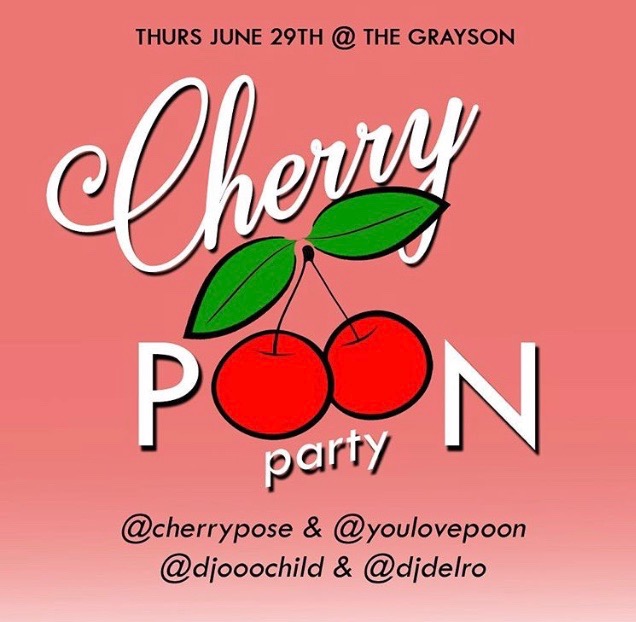 THURS JUNE 29TH @ THE GRAYSON
Cherry
POON
party
@cherrypose & @youlovepoon
@djooochild & @djdelro